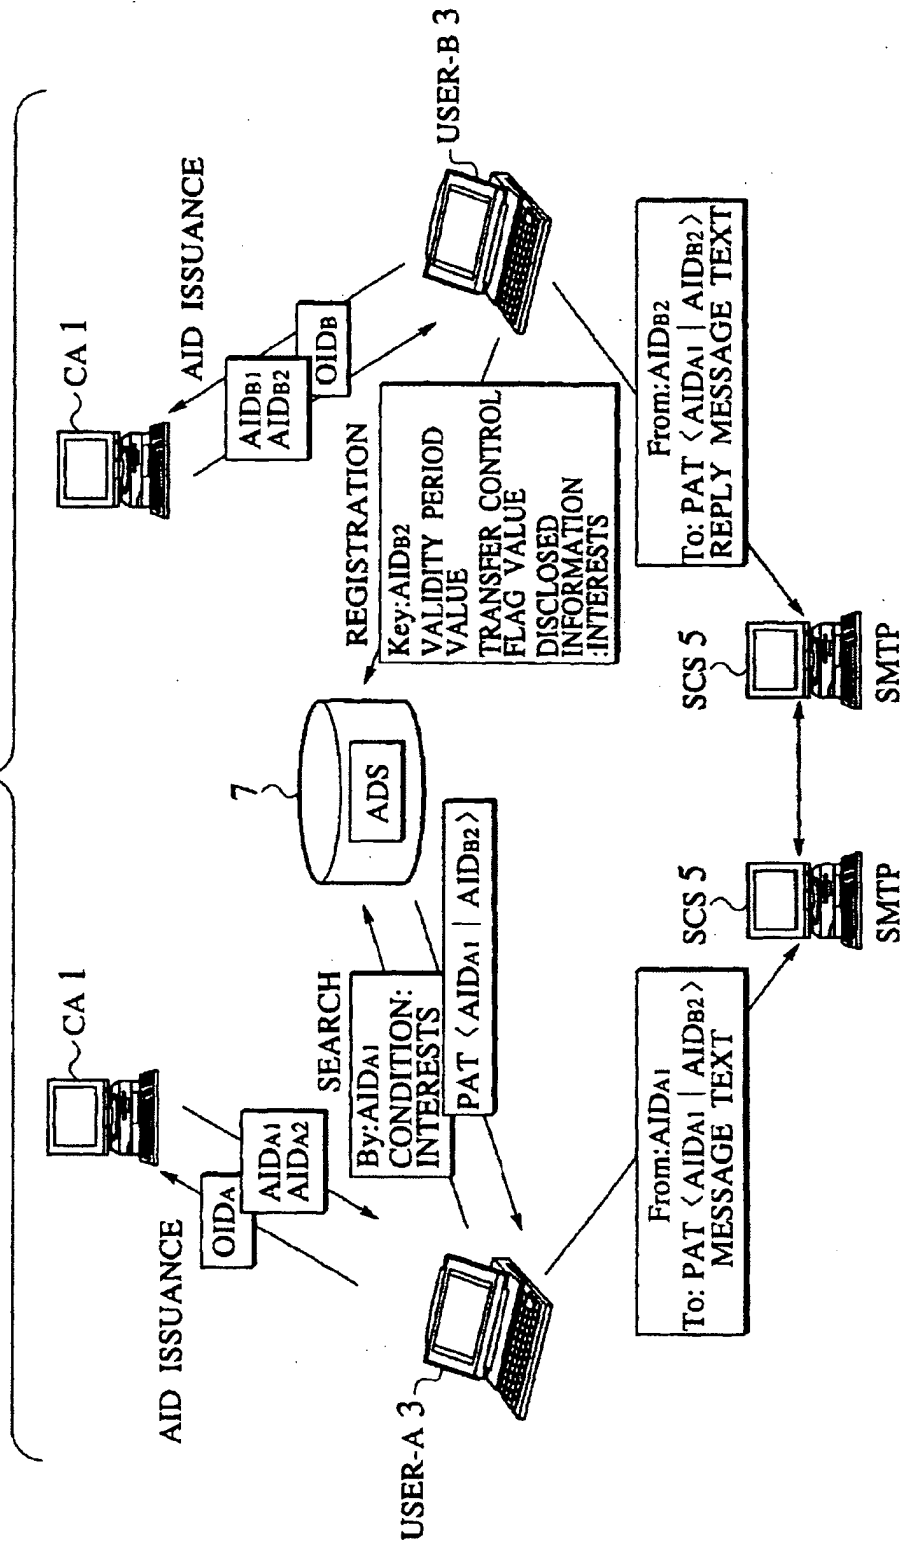 CA 1
CA 1
AID ISSUANCE
OIDA
AIDA1
AIDA2
AID ISSUANCE
AIDB1
AIDB2
OIDB
SEARCH
By:AIDA1
CONDITION:
INTERESTS
PAT <AIDA1 | AIDB2>
7
ADS
REGISTRATION
Key:AIDB2
VALIDITY PERIOD
VALUE
TRANSFER CONTROL
FLAG VALUE
DISCLOSED
INFORMATION
:INTERESTS
USER-A 3
USER-B 3
From:AIDA1
To: PAT <AIDA1 | AIDB2>
MESSAGE TEXT
From:AIDB2
To: PAT <AIDA1 | AIDB2>
REPLY MESSAGE TEXT
SCS 5
SMTP
SCS 5
SMTP